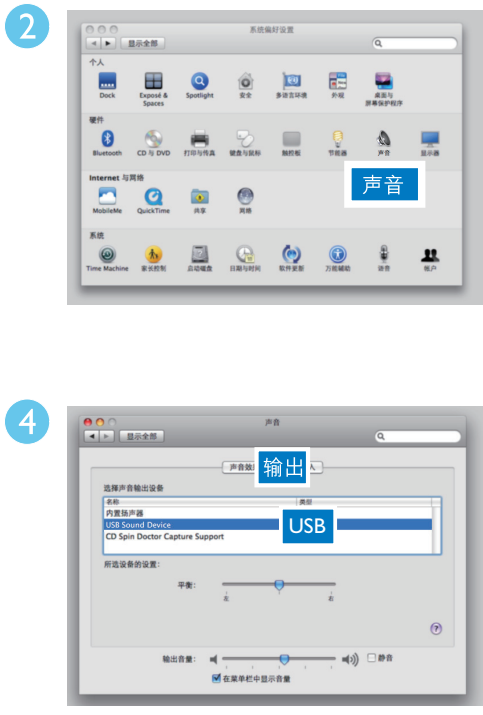 2
系统偏好设置
显示全部
个人
Dock
Exposé &
Spaces
Spotlight
安全
多语言环境
外观
桌面与
屏幕保护程序
硬件
Bluetooth
CD 与 DVD
打印与传真
键盘与鼠标
触控板
节能器
声音
显示器
Internet 与网络
声音
MobileMe
QuickTime
共享
网络
系统
Time Machine
家长控制
启动磁盘
日期与时间
软件更新
万能辅助
语音
帐户
4
声音
显示全部
声音效
输出
入
选择声音输出设备
名称
类型
内置扬声器
USB Sound Device
USB
CD Spin Doctor Capture Support
所选设备的设置：
平衡：
左
右
?
输出音量：
静音
在菜单栏中显示音量